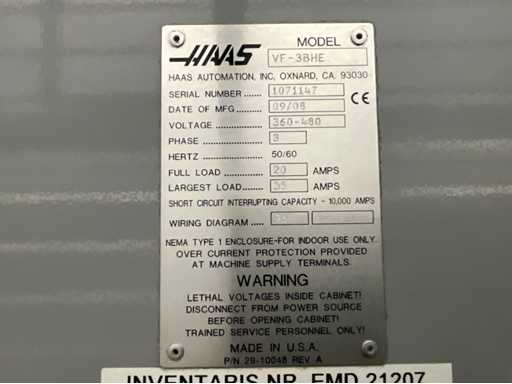 HAAS
MODEL VF-3BHE
HAAS AUTOMATION, INC, OXNARD, CA. 93030
SERIAL NUMBER ...... 1071147
DATE OF MFG ............ 09/08
CE
VOLTAGE .................. 360-480
PHASE ....................... 3
HERTZ ...................... 50/60
FULL LOAD ............... 20 AMPS
LARGEST LOAD ........ 35 AMPS
SHORT CIRCUIT INTERRUPTING CAPACITY - 10,000 AMPS
WIRING DIAGRAM .....
NEMA TYPE 1 ENCLOSURE-FOR INDOOR USE ONLY.
OVER CURRENT PROTECTION PROVIDED
AT MACHINE SUPPLY TERMINALS.
WARNING
LETHAL VOLTAGES INSIDE CABINET!
DISCONNECT FROM POWER SOURCE
BEFORE OPENING CABINET!
TRAINED SERVICE PERSONNEL ONLY!
MADE IN U.S.A.
P/N 29-10048 REV A
INVENTARIS NR. EMD 21207